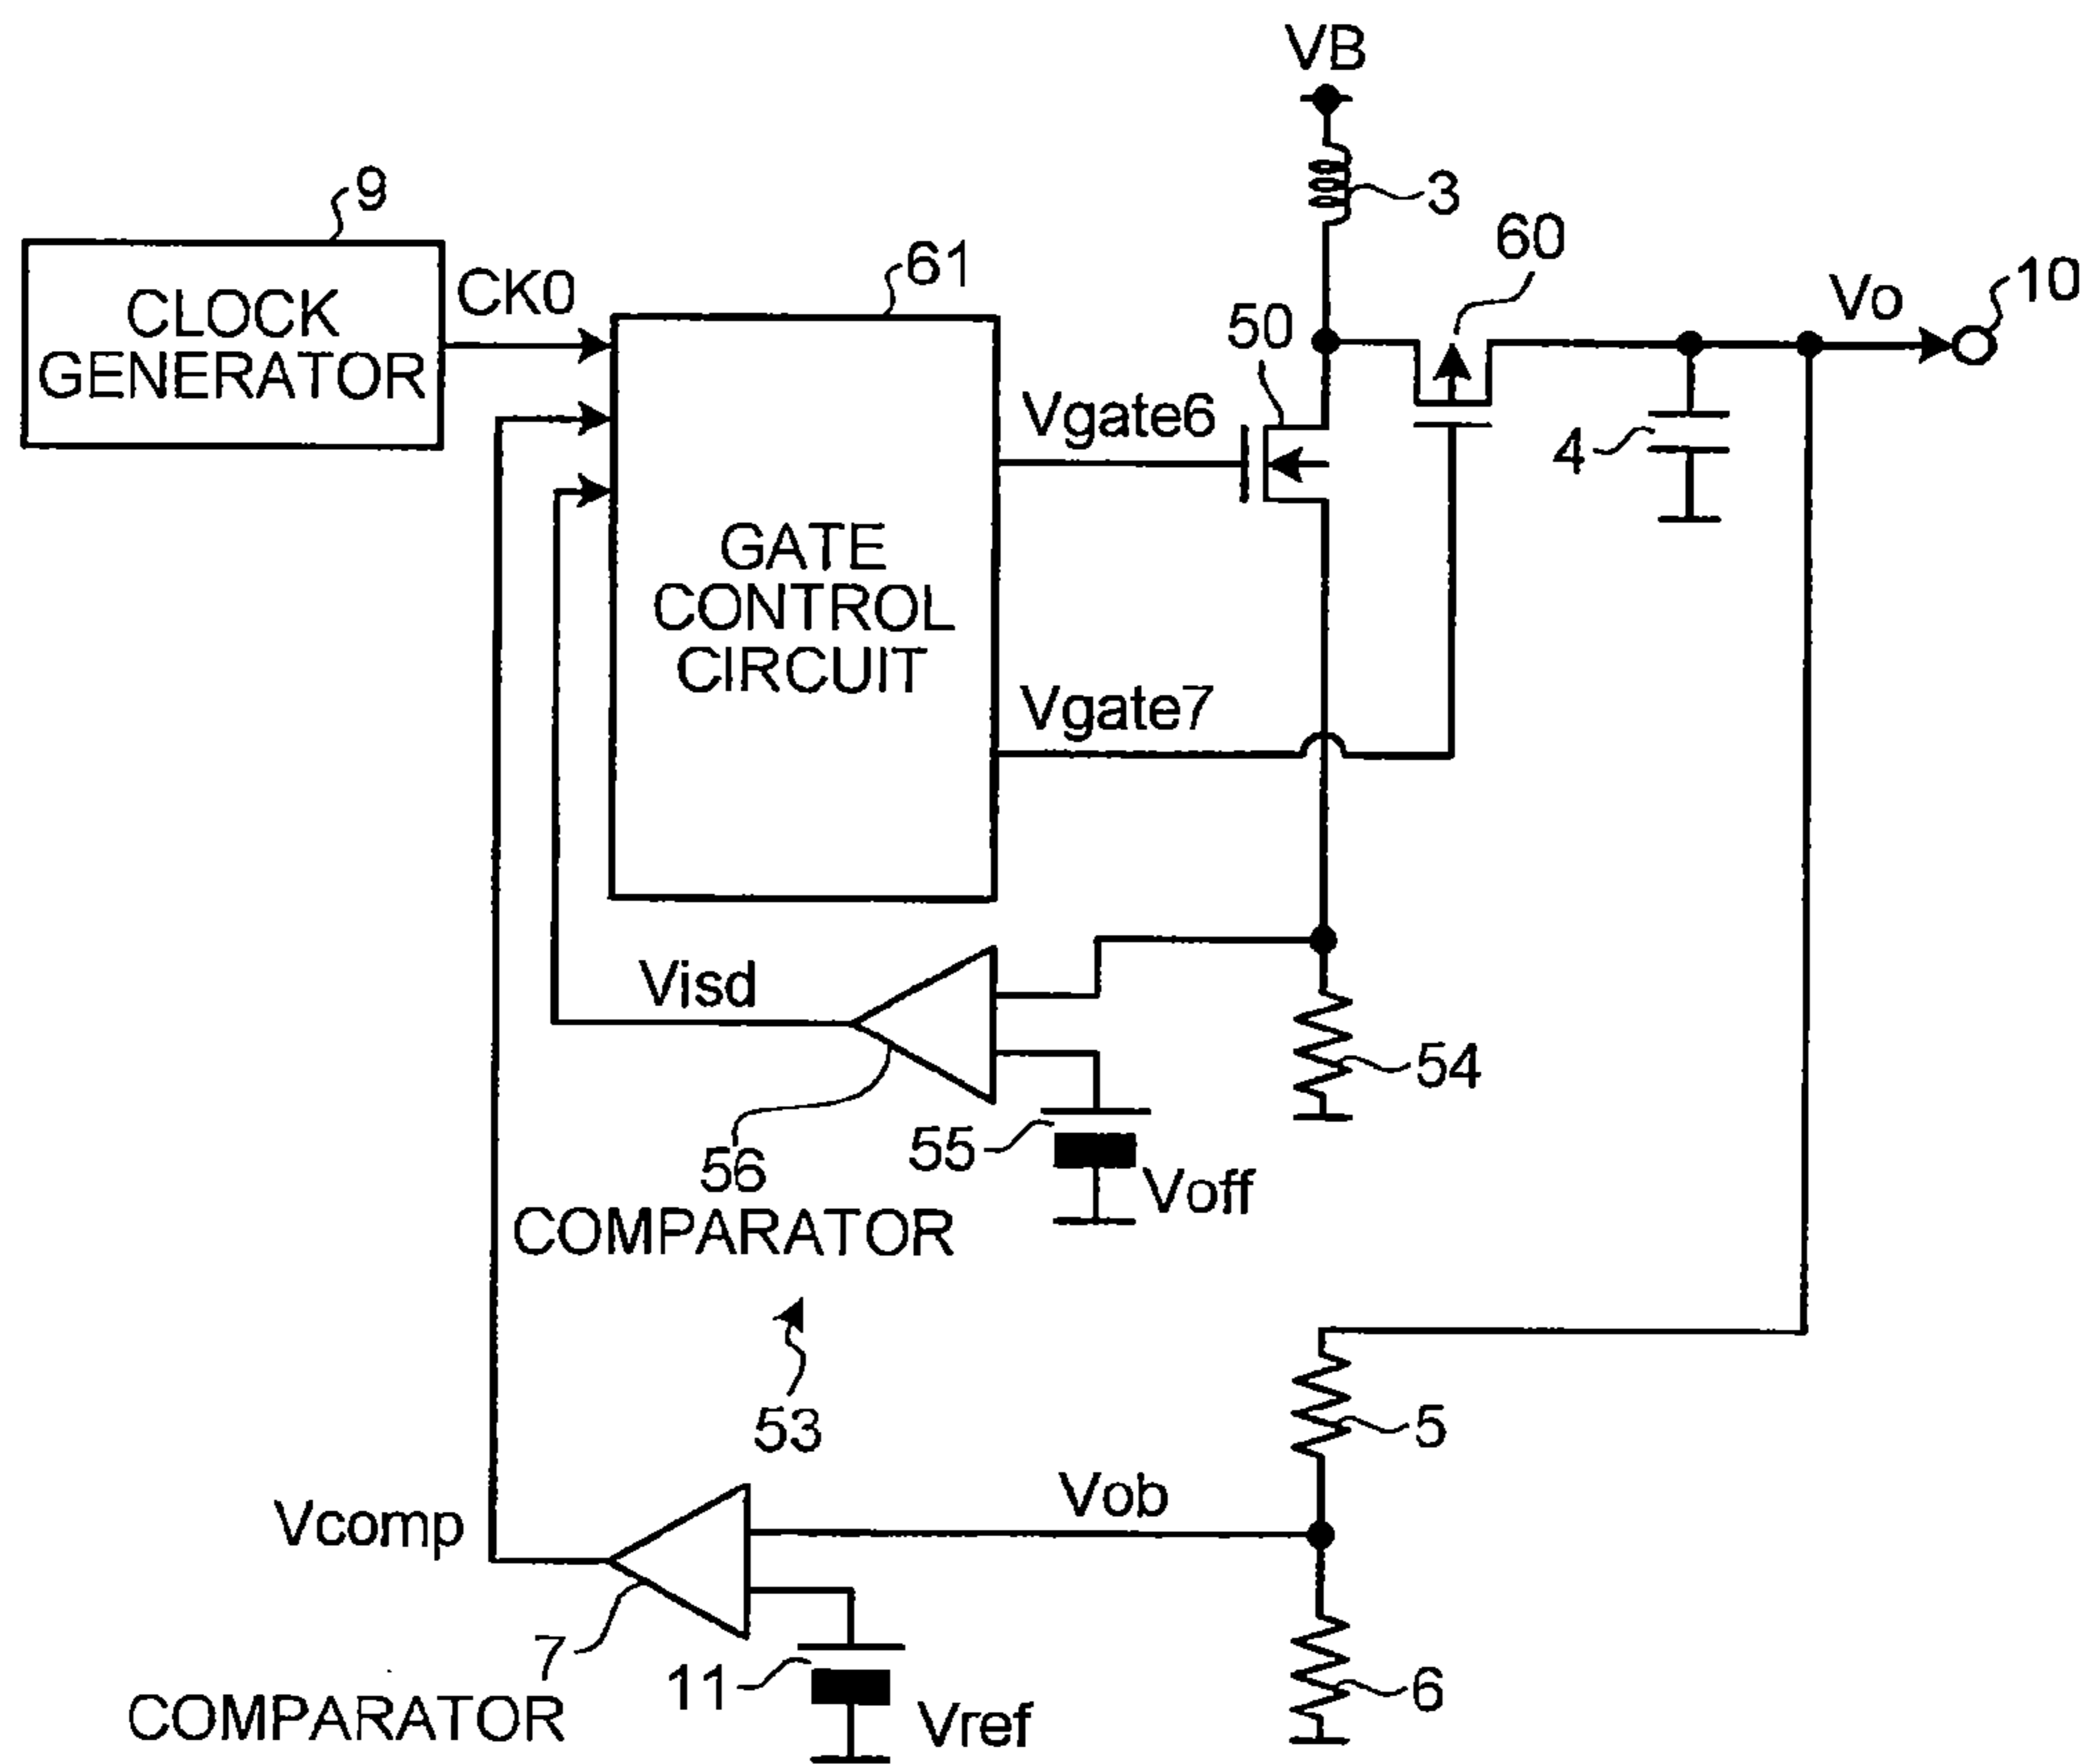 VB
3
9
CLOCK
GENERATOR
CK0
61
50
60
Vo
10
Vgate6
4
GATE
CONTROL
CIRCUIT
Vgate7
Visd
54
56
COMPARATOR
55
Voff
53
5
Vob
Vcomp
7
COMPARATOR
11
Vref
6